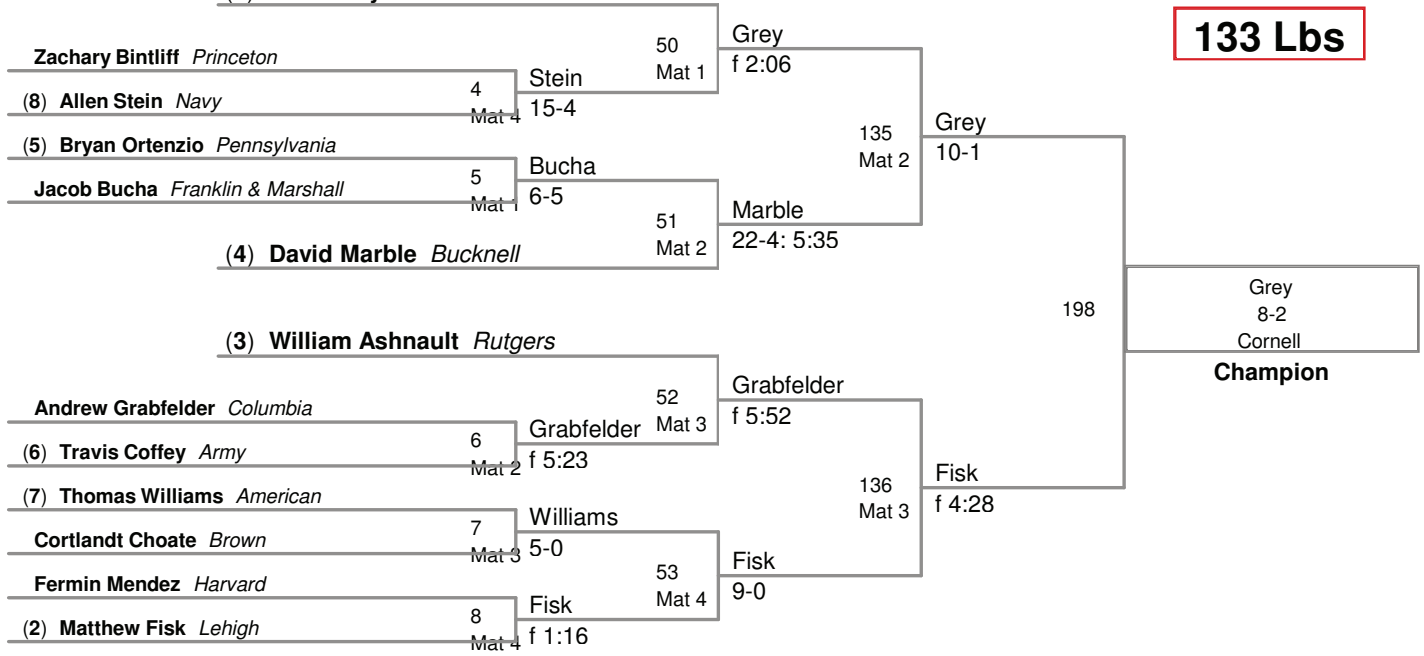 133 Lbs
Zachary Bintliff Princeton
(8) Allen Stein Navy
(5) Bryan Ortenzio Pennsylvania
Jacob Bucha Franklin & Marshall
(4) David Marble Bucknell
(3) William Ashnault Rutgers
Andrew Grabfelder Columbia
(6) Travis Coffey Army
(7) Thomas Williams American
Cortlandt Choate Brown
Fermin Mendez Harvard
(2) Matthew Fisk Lehigh
4
Mat 4
Stein
15-4
5
Mat 1
Bucha
6-5
6
Mat 2
Grabfelder
f 5:23
7
Mat 3
Williams
5-0
8
Mat 4
Fisk
f 1:16
50
Mat 1
Grey
f 2:06
51
Mat 2
Marble
22-4: 5:35
52
Mat 3
Grabfelder
f 5:52
53
Mat 4
Fisk
9-0
135
Mat 2
Grey
10-1
136
Mat 3
Fisk
f 4:28
198
Grey
8-2
Cornell
Champion